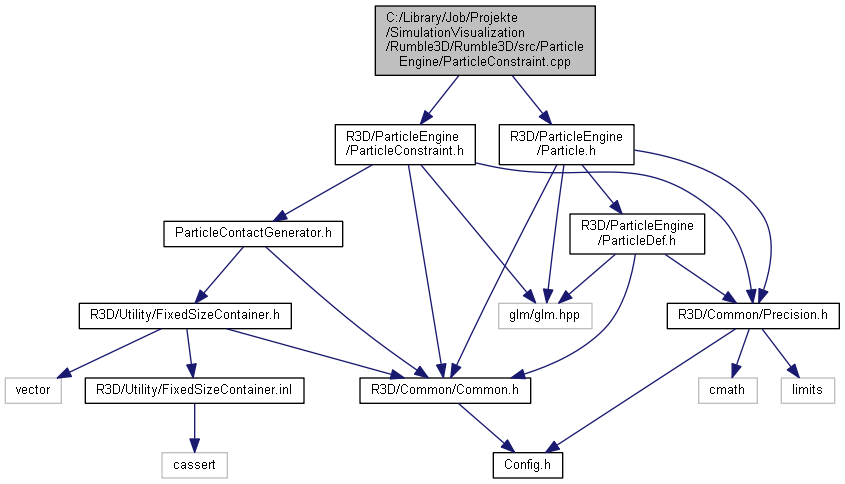 C:/Library/Job/Projekte
/SimulationVisualization
/Rumble3D/Rumble3D/src/Particle
Engine/ParticleConstraint.cpp
R3D/ParticleEngine
/ParticleConstraint.h
R3D/ParticleEngine
/Particle.h
ParticleContactGenerator.h
R3D/ParticleEngine
/ParticleDef.h
R3D/Utility/FixedSizeContainer.h
glm/glm.hpp
R3D/Common/Precision.h
vector
R3D/Utility/FixedSizeContainer.inl
R3D/Common/Common.h
cmath
limits
cassert
Config.h